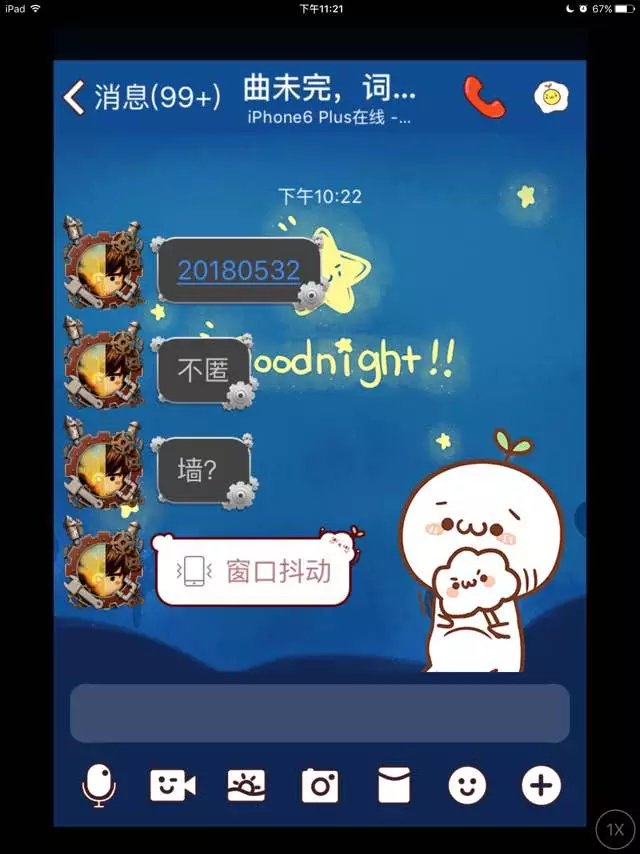 iPad 下午11:21 67%
消息(99+) 曲未完，词...
iPhone6 Plus在线 -...
下午10:22
20180532
不匿
oodnight!!
墙?
窗口抖动
1X